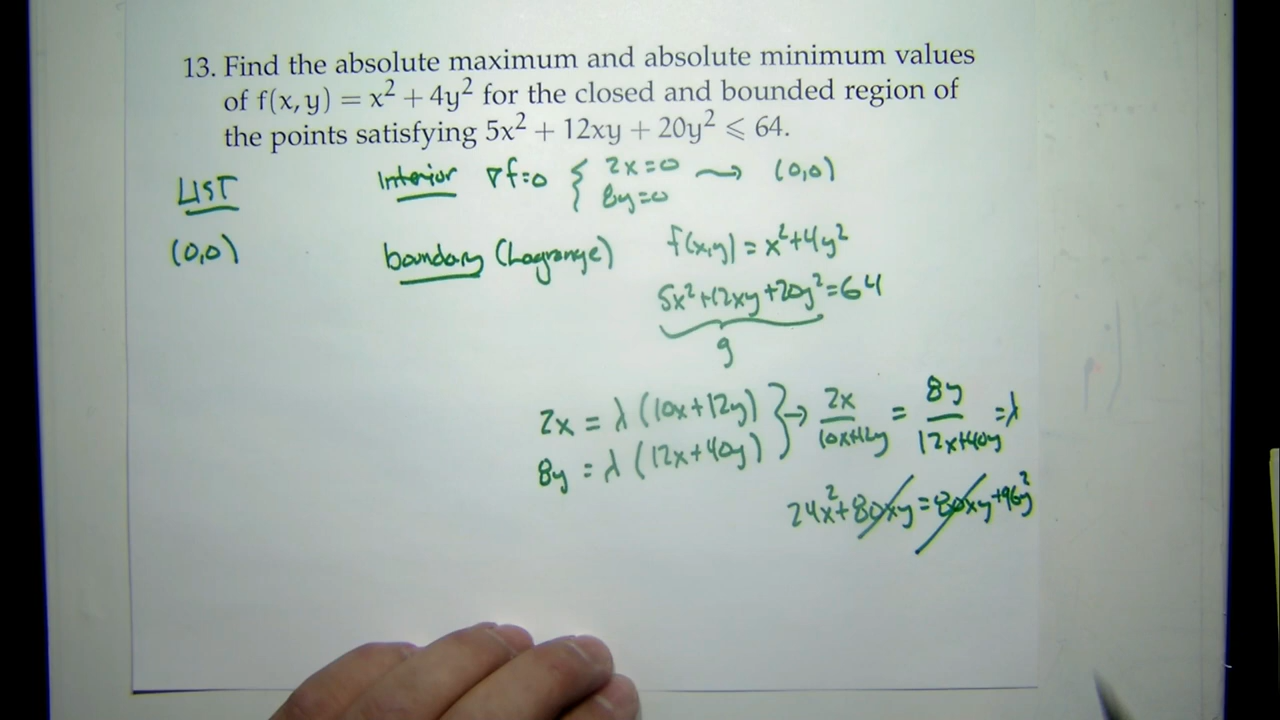 13. Find the absolute maximum and absolute minimum values
of f(x, y) = x² + 4y² for the closed and bounded region of
the points satisfying 5x² + 12xy + 20y² ⩽ 64.
LIST
(0,0)
Interior ∇f=0 { 2x=0 8y=0 ⇝ (0,0)
boundary (Lagrange) f(x,y) = x²+4y²
5x²+12xy+20y²=64
g
2x = λ (10x+12y)
8y = λ (12x+40y)
} → 2x/(10x+12y) = 8y/(12x+40y) = λ
24x²+80xy=80xy+96y²